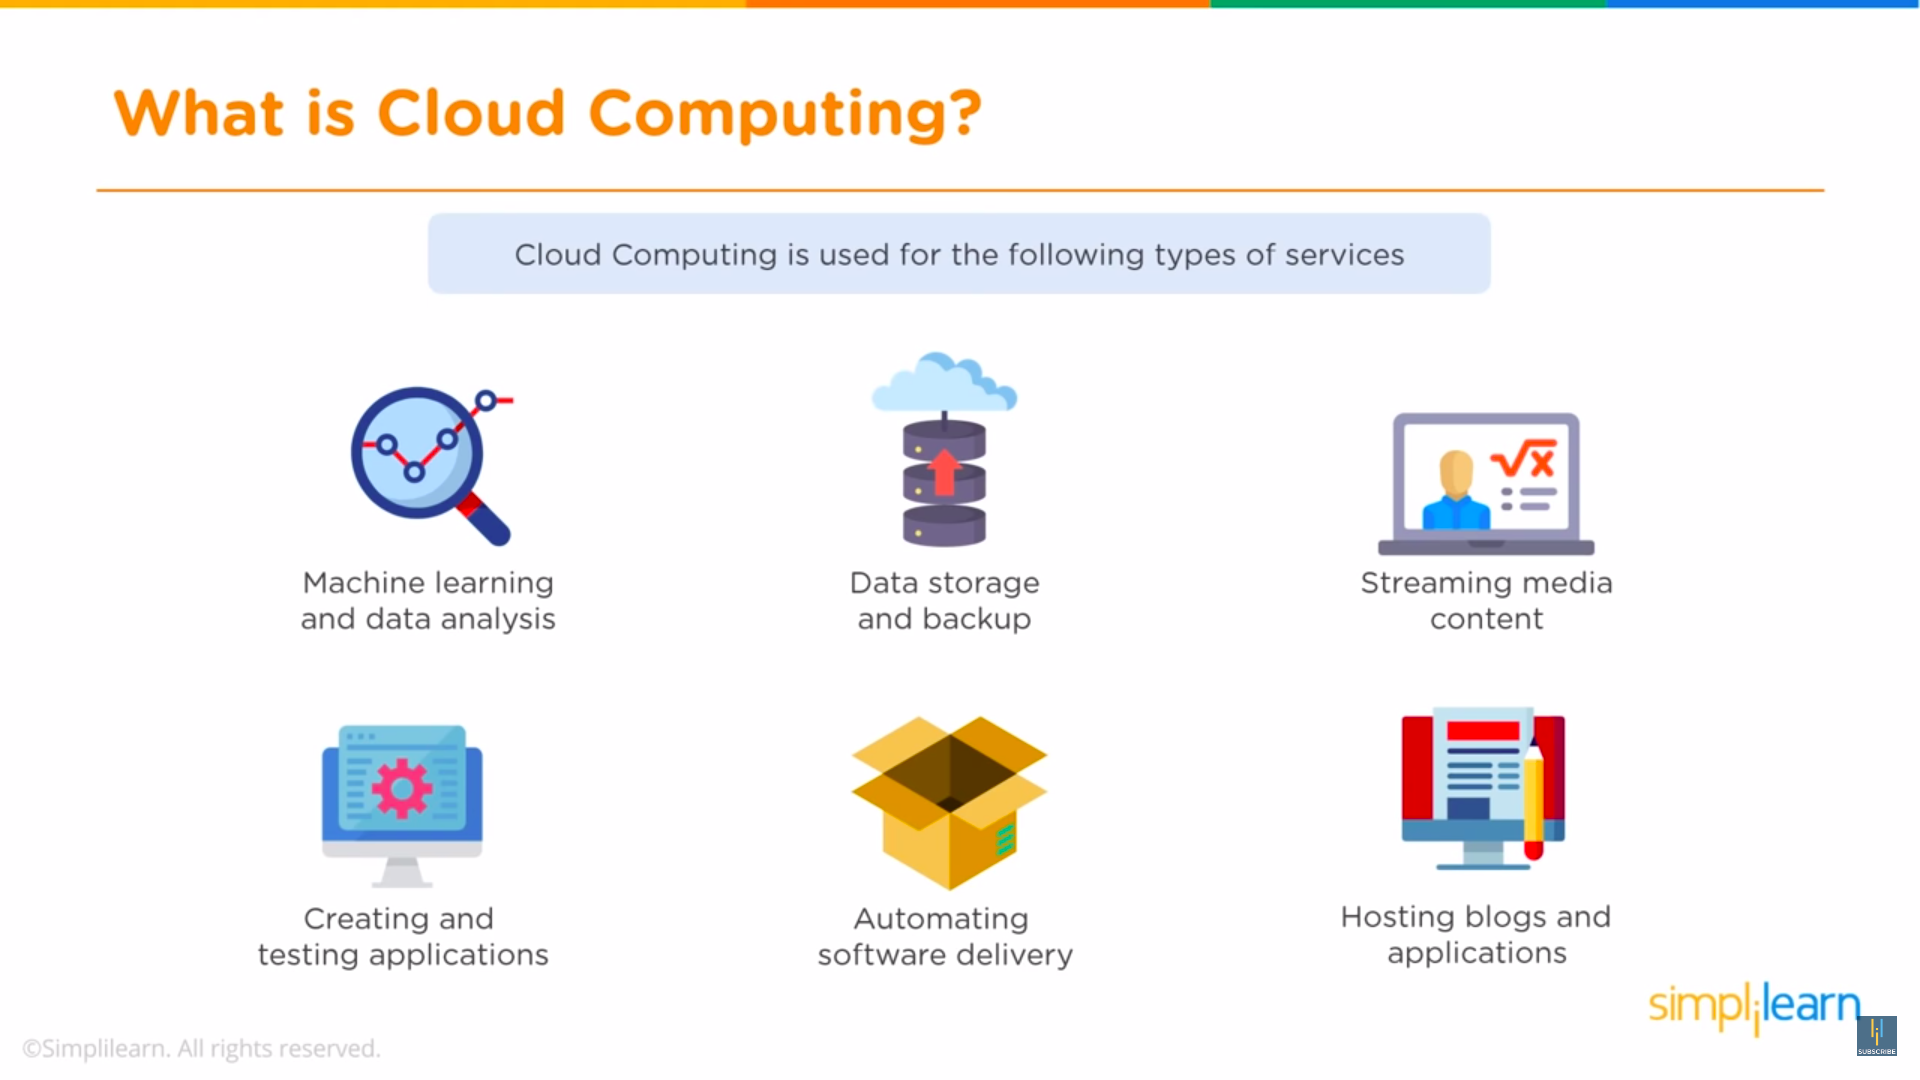 What is Cloud Computing?
Cloud Computing is used for the following types of services
√x
Machine learning
and data analysis
Data storage
and backup
Streaming media
content
Creating and
testing applications
Automating
software delivery
Hosting blogs and
applications
simplilearn
SUBSCRIBE
©Simplilearn. All rights reserved.